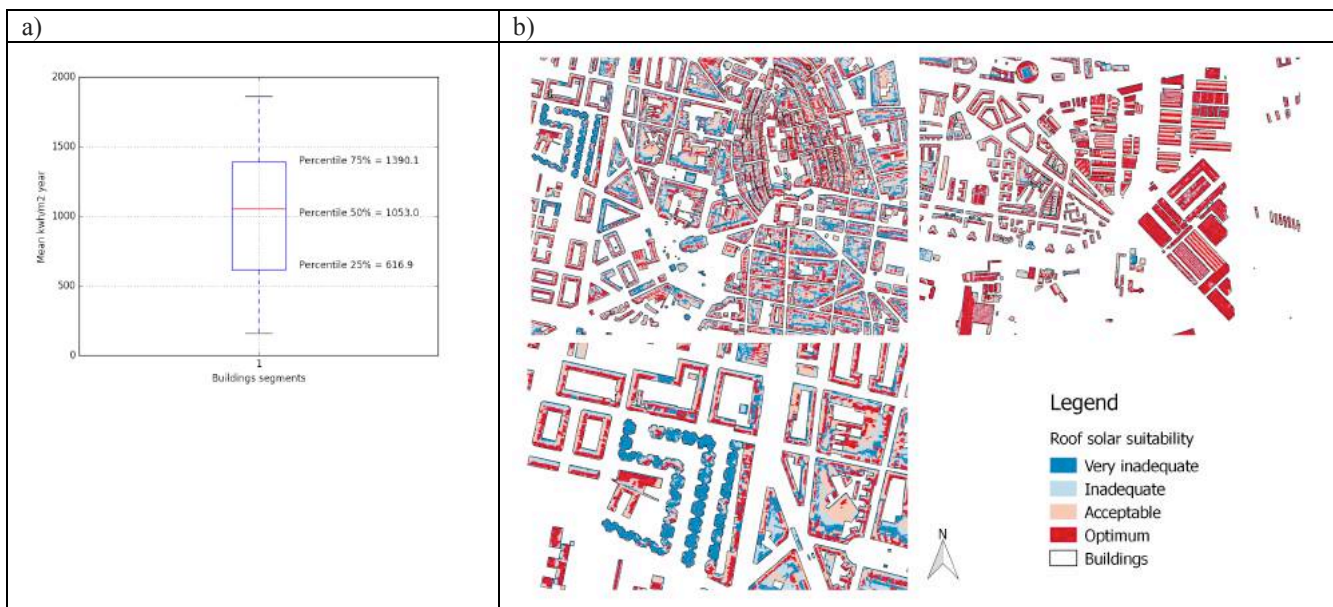 a)
b)
2000
1500
1000
500
0
Mean kwh/m2 year
Percentile 75% = 1390.1
Percentile 50% = 1053.0
Percentile 25% = 616.9
1
Buildings segments
N
Legend
Roof solar suitability
Very inadequate
Inadequate
Acceptable
Optimum
Buildings